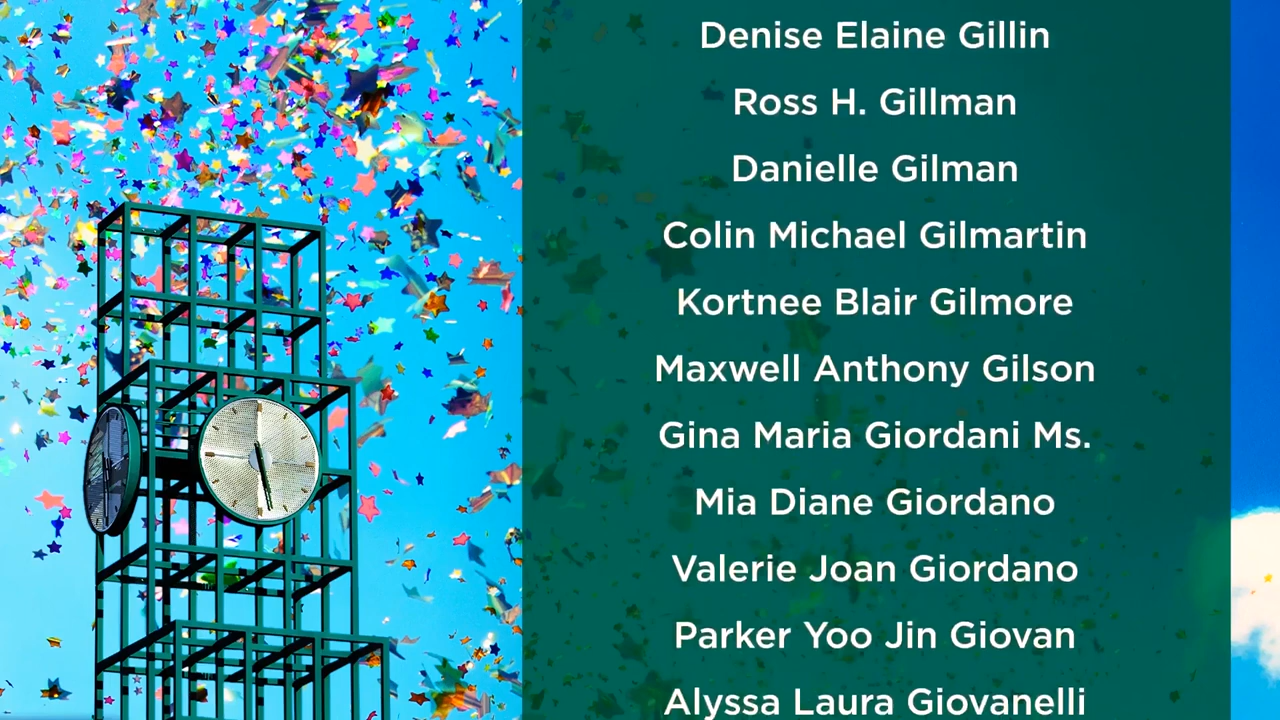 Denise Elaine Gillin
Ross H. Gillman
Danielle Gilman
Colin Michael Gilmartin
Kortnee Blair Gilmore
Maxwell Anthony Gilson
Gina Maria Giordani Ms.
Mia Diane Giordano
Valerie Joan Giordano
Parker Yoo Jin Giovan
Alyssa Laura Giovanelli